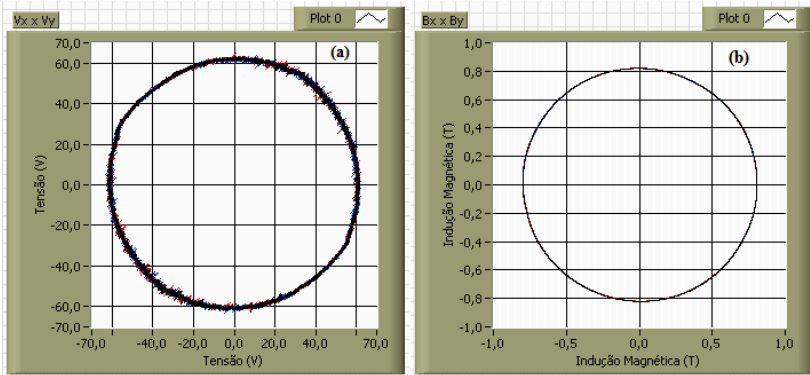 Vx x Vy
Plot 0
(a)
70,0
60,0
40,0
20,0
0,0
-20,0
-40,0
-60,0
-70,0
Tensão (V)
-70,0 -40,0 -20,0 0,0 20,0 40,0 70,0
Tensão (V)
Bx x By
Plot 0
(b)
1,0
0,8
0,6
0,4
0,2
0,0
-0,2
-0,4
-0,6
-0,8
-1,0
Indução Magnética (T)
-1,0 -0,5 0,0 0,5 1,0
Indução Magnética (T)